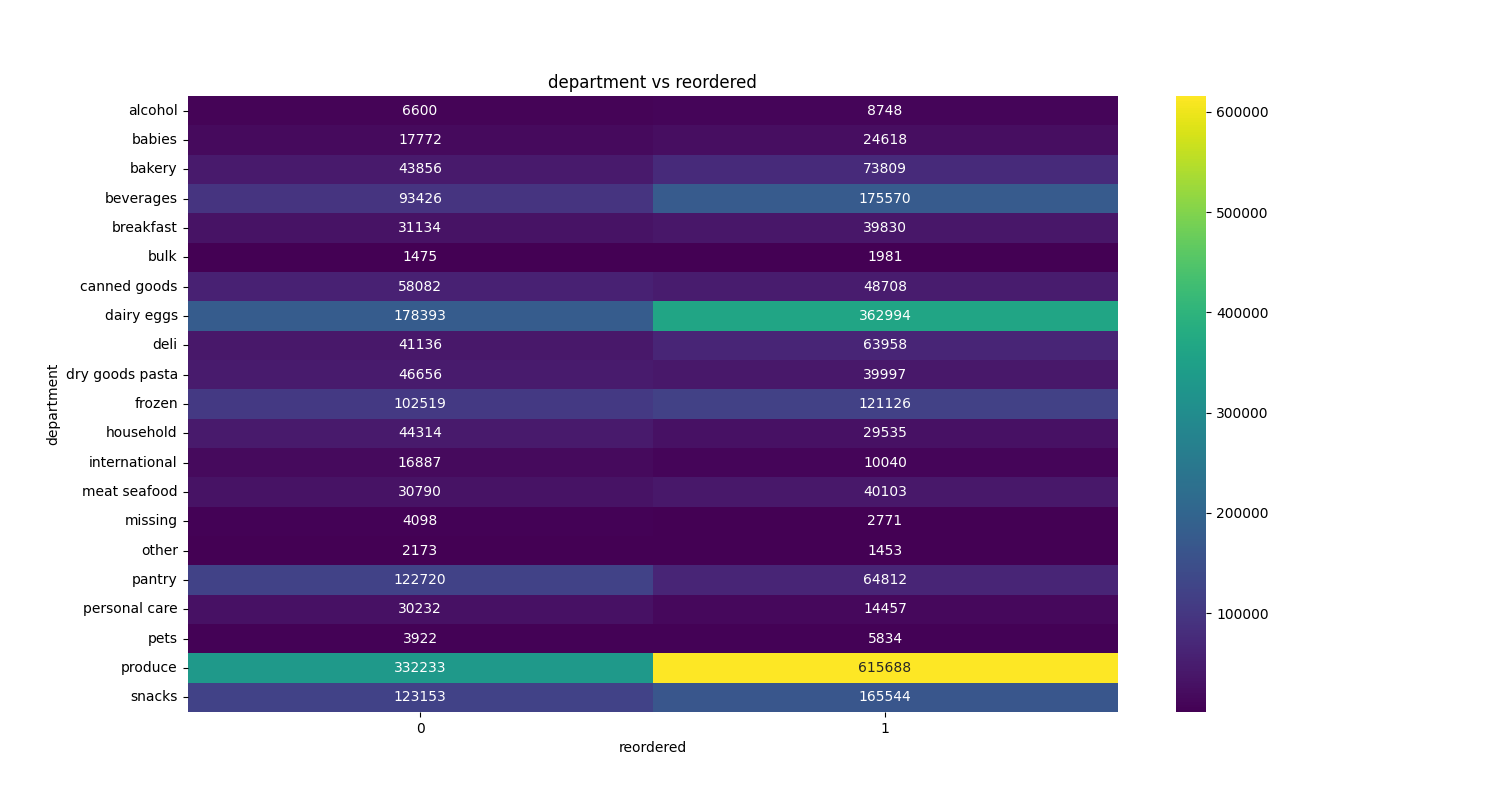 department vs reordered
alcohol 6600 8748
babies 17772 24618
bakery 43856 73809
beverages 93426 175570
breakfast 31134 39830
bulk 1475 1981
canned goods 58082 48708
dairy eggs 178393 362994
deli 41136 63958
dry goods pasta 46656 39997
frozen 102519 121126
household 44314 29535
international 16887 10040
meat seafood 30790 40103
missing 4098 2771
other 2173 1453
pantry 122720 64812
personal care 30232 14457
pets 3922 5834
produce 332233 615688
snacks 123153 165544
0 1
reordered
department
600000
500000
400000
300000
200000
100000